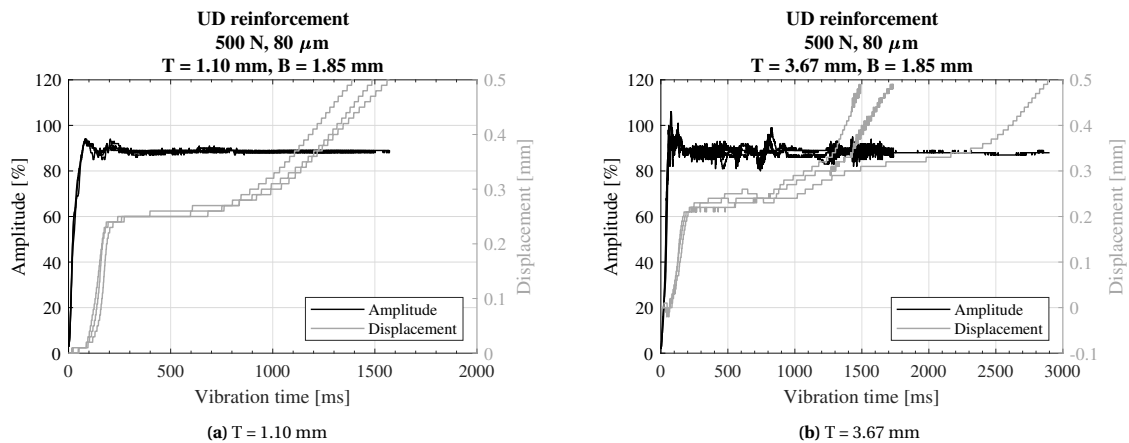 UD reinforcement
500 N, 80 μm
T = 1.10 mm, B = 1.85 mm
120
100
80
60
40
20
0
Amplitude [%]
0.5
0.4
0.3
0.2
0.1
0
Displacement [mm]
Amplitude
Displacement
0 500 1000 1500 2000
Vibration time [ms]
(a) T = 1.10 mm
UD reinforcement
500 N, 80 μm
T = 3.67 mm, B = 1.85 mm
120
100
80
60
40
20
0
Amplitude [%]
0.5
0.4
0.3
0.2
0.1
0
-0.1
Displacement [mm]
Amplitude
Displacement
0 500 1000 1500 2000 2500 3000
Vibration time [ms]
(b) T = 3.67 mm